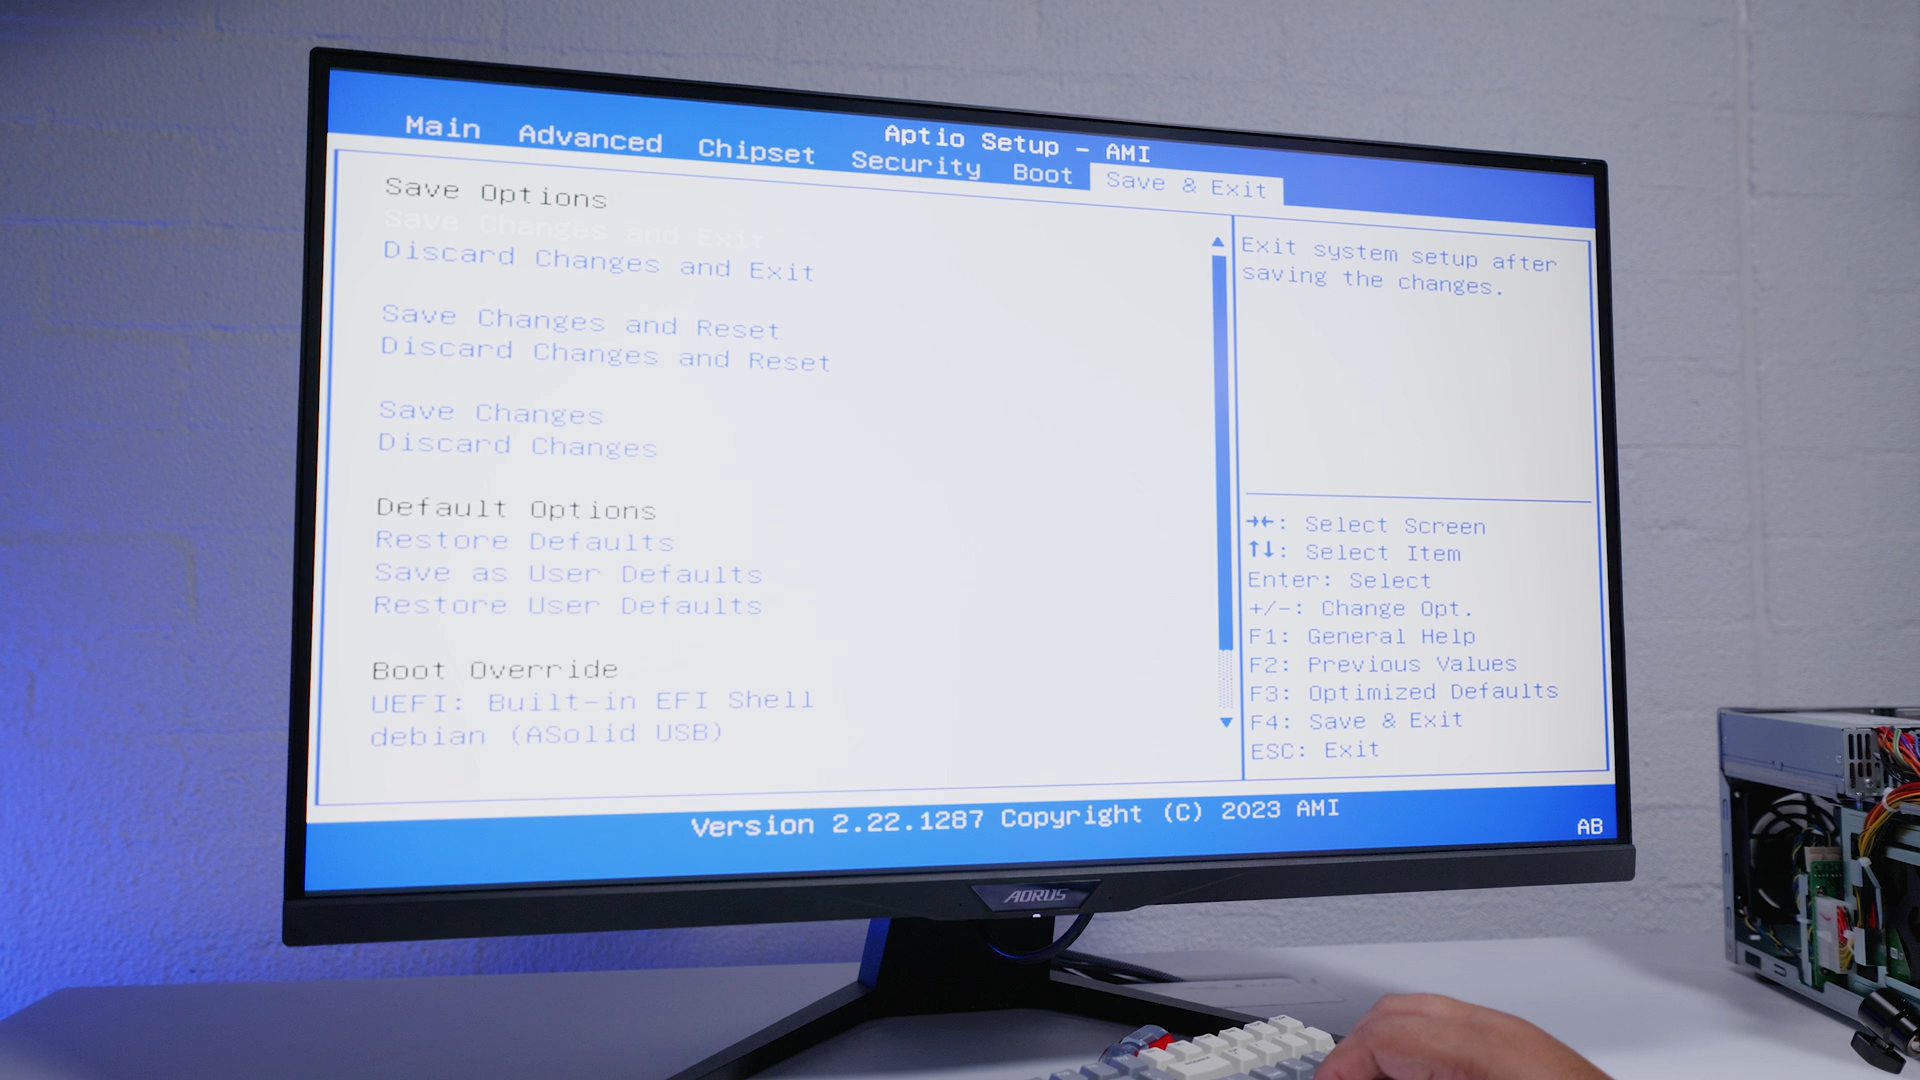 Aptio Setup - AMI
Main Advanced Chipset Security Boot Save & Exit
Save Options
Save Changes and Exit
Discard Changes and Exit
Save Changes and Reset
Discard Changes and Reset
Save Changes
Discard Changes
Default Options
Restore Defaults
Save as User Defaults
Restore User Defaults
Boot Override
UEFI: Built-in EFI Shell
debian (ASolid USB)
Exit system setup after
saving the changes.
→←: Select Screen
↑↓: Select Item
Enter: Select
+/-: Change Opt.
F1: General Help
F2: Previous Values
F3: Optimized Defaults
F4: Save & Exit
ESC: Exit
Version 2.22.1287 Copyright (C) 2023 AMI
AB
AORUS